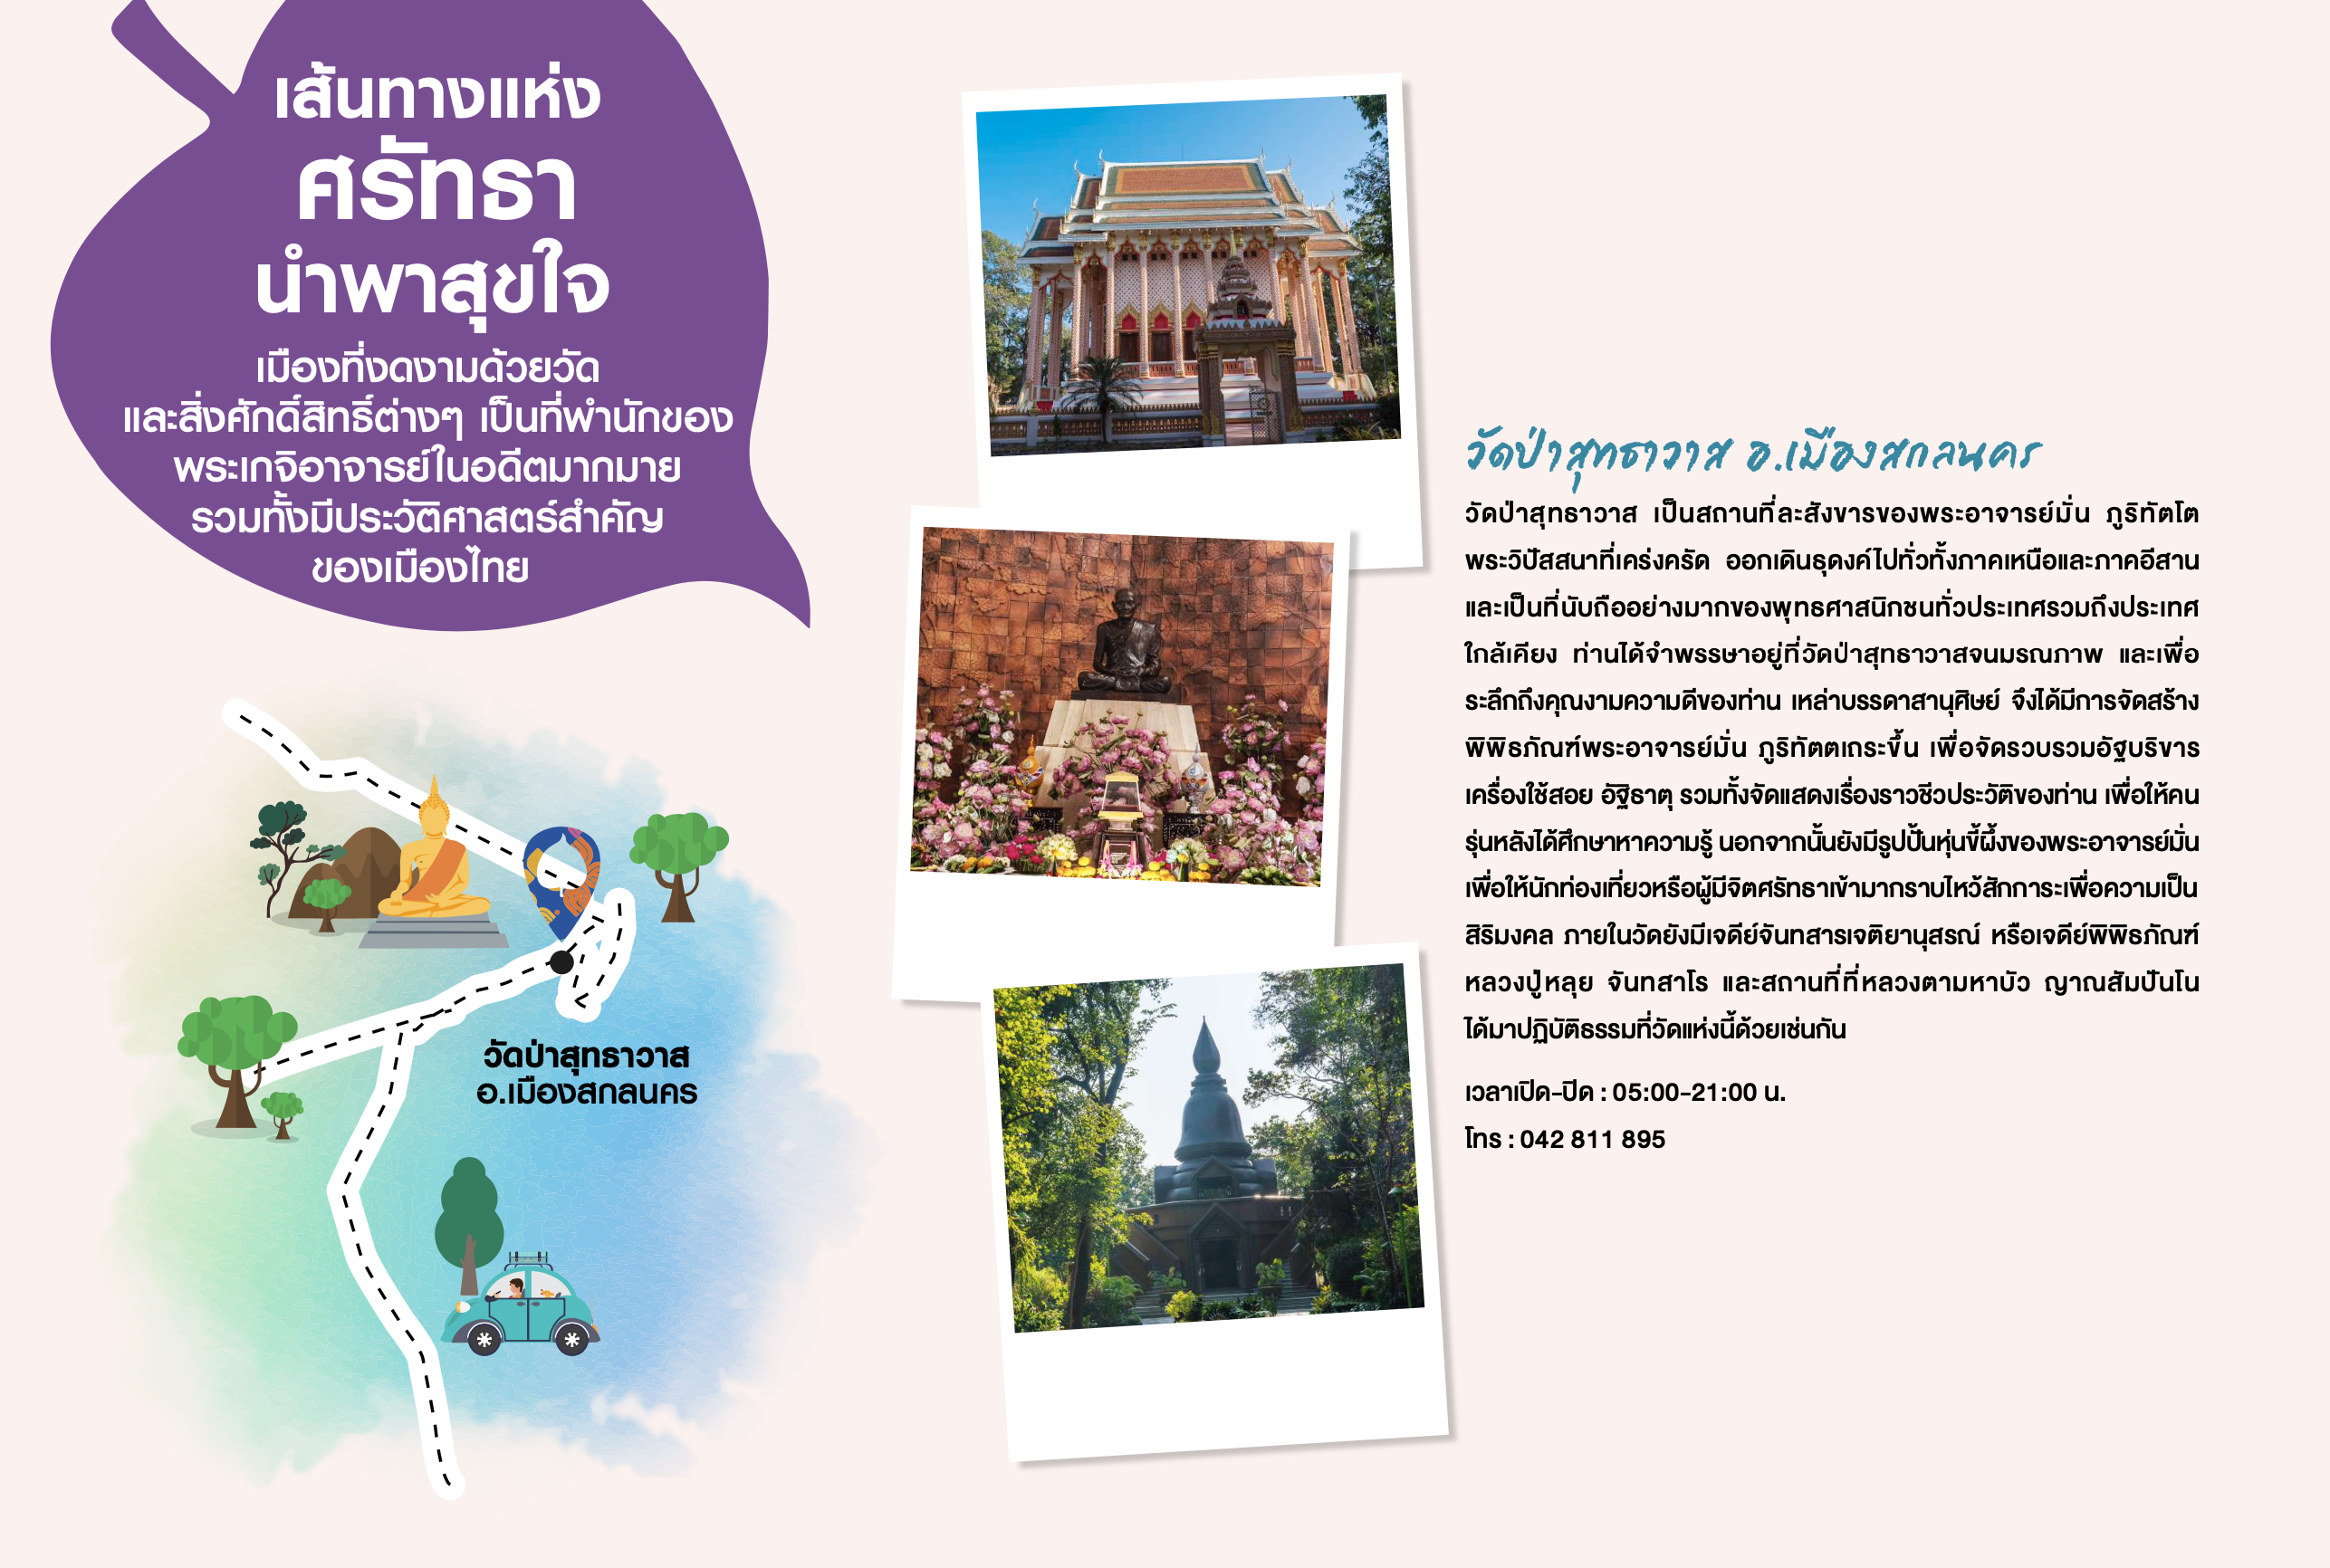 เส้นทางแห่ง
ศรัทธา
นำพาสุขใจ
เมืองที่งดงามด้วยวัด
และสิ่งศักดิ์สิทธิ์ต่างๆ เป็นที่พำนักของ
พระเกจิอาจารย์ในอดีตมากมาย
รวมทั้งมีประวัติศาสตร์สำคัญ
ของเมืองไทย
วัดป่าสุทธาวาส
อ.เมืองสกลนคร
วัดป่าสุทธาวาส อ.เมืองสกลนคร
วัดป่าสุทธาวาส เป็นสถานที่ละสังขารของพระอาจารย์มั่น ภูริทัตโต
พระวิปัสสนาที่เคร่งครัด ออกเดินธุดงค์ไปทั่วทั้งภาคเหนือและภาคอีสาน
และเป็นที่นับถืออย่างมากของพุทธศาสนิกชนทั่วประเทศรวมถึงประเทศ
ใกล้เคียง ท่านได้จำพรรษาอยู่ที่วัดป่าสุทธาวาสจนมรณภาพ และเพื่อ
ระลึกถึงคุณงามความดีของท่าน เหล่าบรรดาสานุศิษย์ จึงได้มีการจัดสร้าง
พิพิธภัณฑ์พระอาจารย์มั่น ภูริทัตตเถระขึ้น เพื่อจัดรวบรวมอัฐบริขาร
เครื่องใช้สอย อัฐิธาตุ รวมทั้งจัดแสดงเรื่องราวชีวประวัติของท่าน เพื่อให้คน
รุ่นหลังได้ศึกษาหาความรู้ นอกจากนั้นยังมีรูปปั้นหุ่นขี้ผึ้งของพระอาจารย์มั่น
เพื่อให้นักท่องเที่ยวหรือผู้มีจิตศรัทธาเข้ามากราบไหว้สักการะเพื่อความเป็น
สิริมงคล ภายในวัดยังมีเจดีย์จันทสารเจติยานุสรณ์ หรือเจดีย์พิพิธภัณฑ์
หลวงปู่หลุย จันทสาโร และสถานที่ที่หลวงตามหาบัว ญาณสัมปันโน
ได้มาปฏิบัติธรรมที่วัดแห่งนี้ด้วยเช่นกัน
เวลาเปิด-ปิด : 05:00-21:00 น.
โทร : 042 811 895